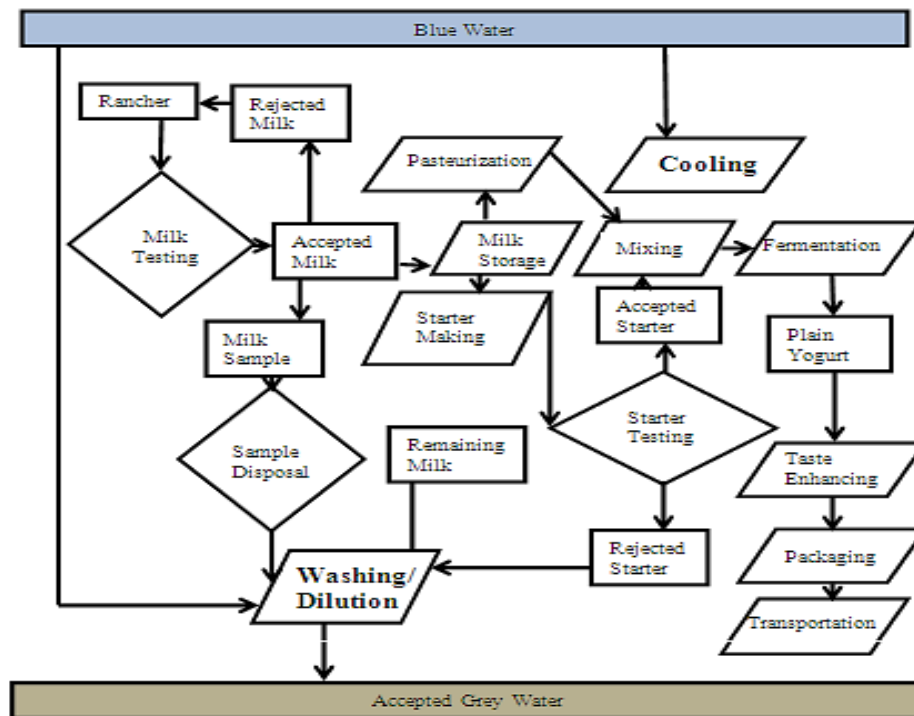 Blue Water
Rancher
Rejected
Milk
Pasteurization
Cooling
Milk
Testing
Accepted
Milk
Milk
Storage
Mixing
Fermentation
Starter
Making
Accepted
Starter
Plain
Yogurt
Milk
Sample
Sample
Disposal
Remaining
Milk
Starter
Testing
Taste
Enhancing
Rejected
Starter
Packaging
Washing/
Dilution
Transportation
Accepted Grey Water